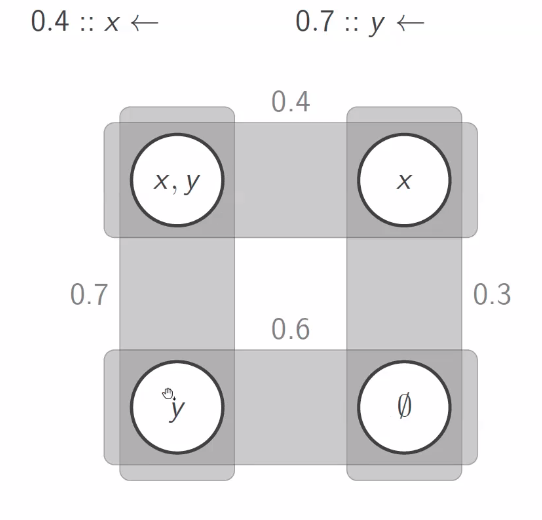 0.4 :: x ← 0.7 :: y ←
0.4
x, y x
0.7 0.3
0.6
y ∅